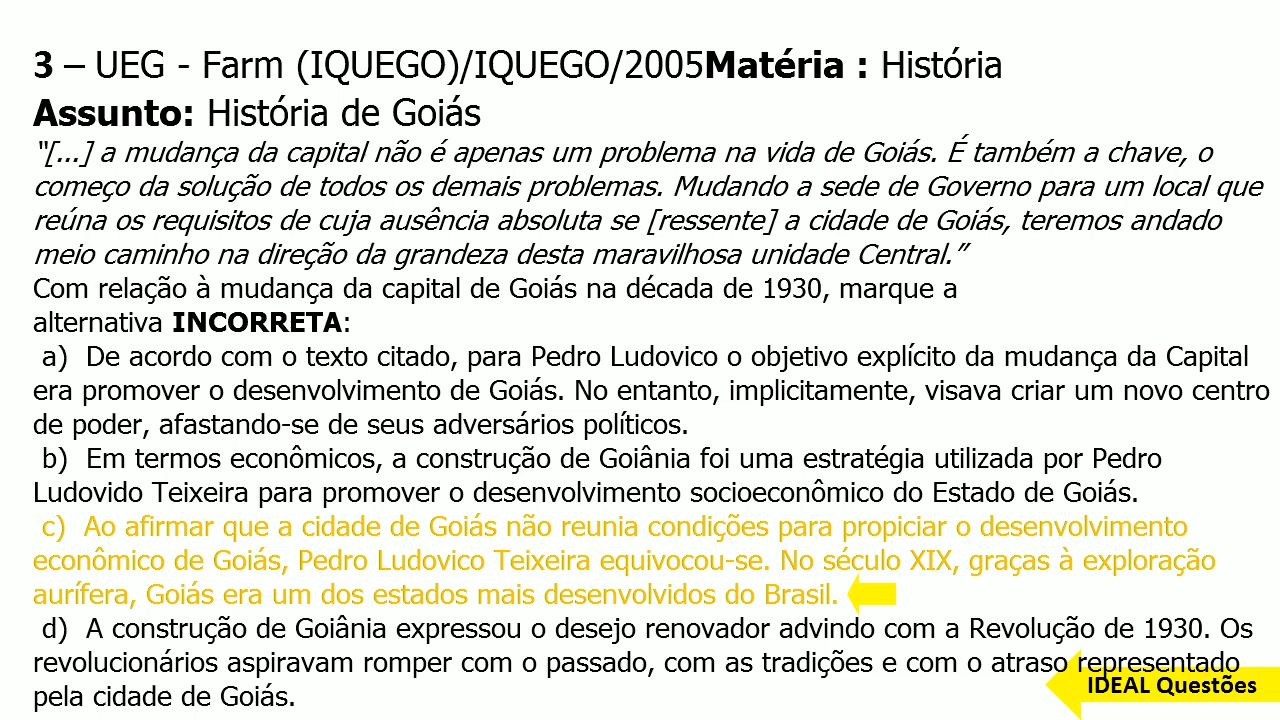 3 – UEG - Farm (IQUEGO)/IQUEGO/2005Matéria : História
Assunto: História de Goiás
“[...] a mudança da capital não é apenas um problema na vida de Goiás. É também a chave, o
começo da solução de todos os demais problemas. Mudando a sede de Governo para um local que
reúna os requisitos de cuja ausência absoluta se [ressente] a cidade de Goiás, teremos andado
meio caminho na direção da grandeza desta maravilhosa unidade Central.”
Com relação à mudança da capital de Goiás na década de 1930, marque a
alternativa INCORRETA:
a) De acordo com o texto citado, para Pedro Ludovico o objetivo explícito da mudança da Capital
era promover o desenvolvimento de Goiás. No entanto, implicitamente, visava criar um novo centro
de poder, afastando-se de seus adversários políticos.
b) Em termos econômicos, a construção de Goiânia foi uma estratégia utilizada por Pedro
Ludovido Teixeira para promover o desenvolvimento socioeconômico do Estado de Goiás.
c) Ao afirmar que a cidade de Goiás não reunia condições para propiciar o desenvolvimento
econômico de Goiás, Pedro Ludovico Teixeira equivocou-se. No século XIX, graças à exploração
aurífera, Goiás era um dos estados mais desenvolvidos do Brasil.
d) A construção de Goiânia expressou o desejo renovador advindo com a Revolução de 1930. Os
revolucionários aspiravam romper com o passado, com as tradições e com o atraso representado
pela cidade de Goiás.
IDEAL Questões